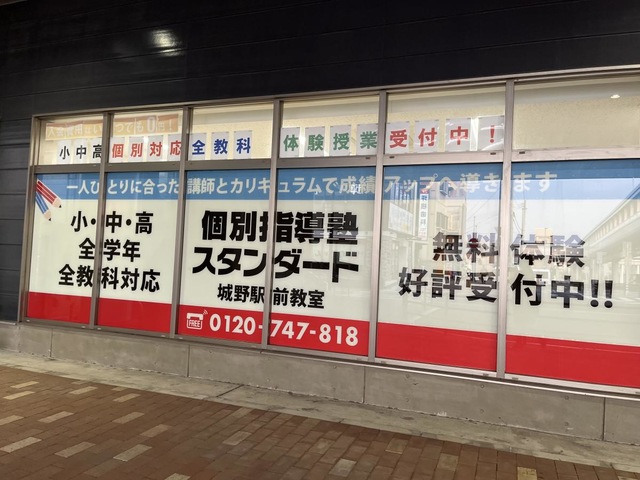 小中高個別対応全教科 体験授業受付中！
一人ひとりに合った講師とカリキュラムで成績アップへ導きます
小・中・高
全学年
全教科対応
個別指導塾
スタンダード
城野駅前教室
FREE 0120-747-818
無料体験
好評受付中!!